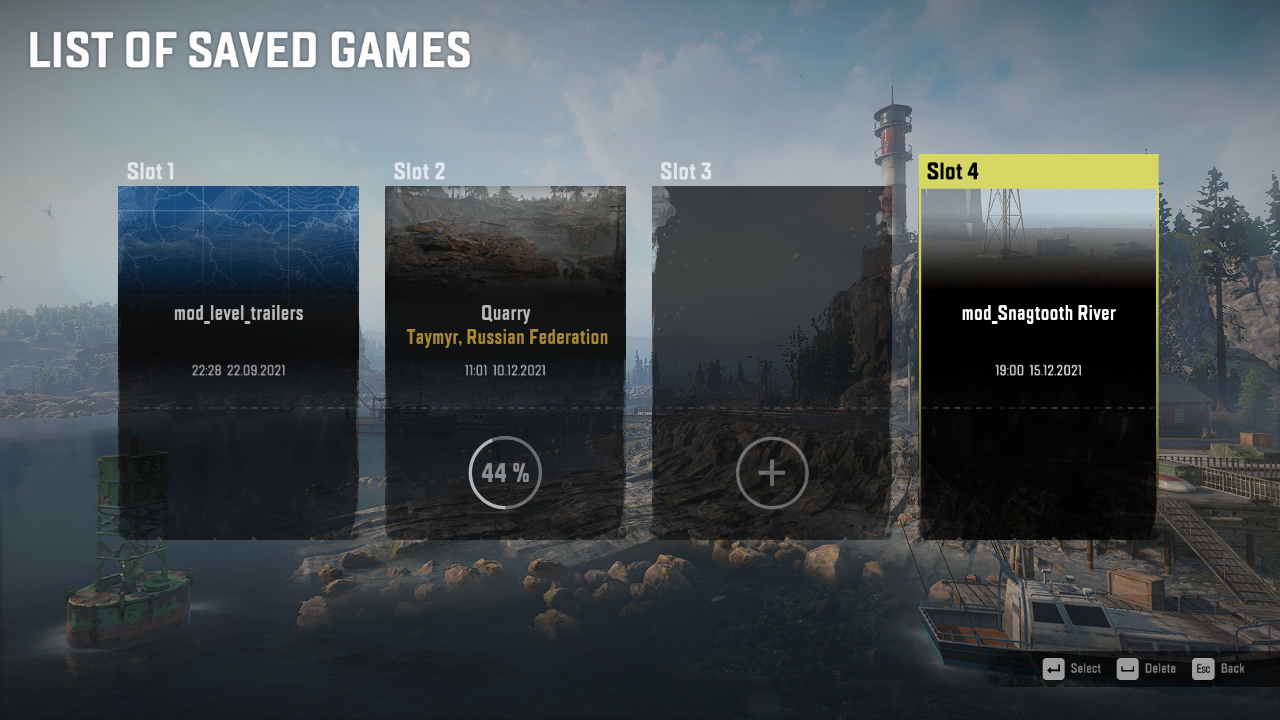 LIST OF SAVED GAMES
Slot 1
mod_level_trailers
22:28 22.09.2021
Slot 2
Quarry
Taymyr, Russian Federation
11:01 10.12.2021
44 %
Slot 3
+
Slot 4
mod_Snagtooth River
19:00 15.12.2021
25
Select
Delete
Esc Back